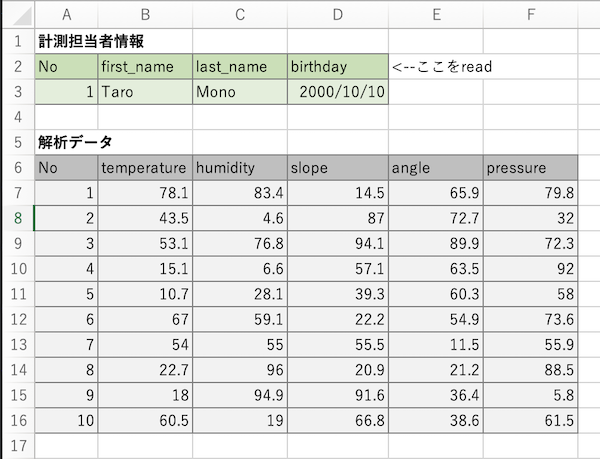 A B C D E F
1 計測担当者情報
2 No first_name last_name birthday <--ここをread
3 1 Taro Mono 2000/10/10
4
5 解析データ
6 No temperature humidity slope angle pressure
7 1 78.1 83.4 14.5 65.9 79.8
8 2 43.5 4.6 87 72.7 32
9 3 53.1 76.8 94.1 89.9 72.3
10 4 15.1 6.6 57.1 63.5 92
11 5 10.7 28.1 39.3 60.3 58
12 6 67 59.1 22.2 54.9 73.6
13 7 54 55 55.5 11.5 55.9
14 8 22.7 96 20.9 21.2 88.5
15 9 18 94.9 91.6 36.4 5.8
16 10 60.5 19 66.8 38.6 61.5
17